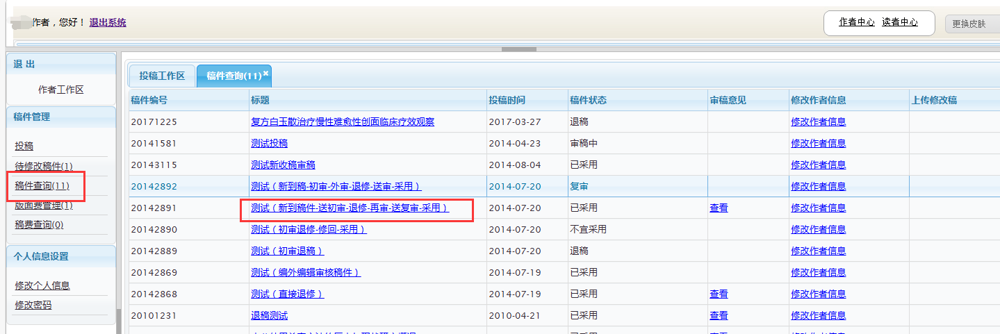 作者，您好！ 退出系统
作者中心 读者中心
更换皮肤
退 出
作者工作区
稿件管理
投稿
待修改稿件(1)
稿件查询(11)
版面费管理(1)
稿费查询(0)
个人信息设置
修改个人信息
修改密码
投稿工作区 稿件查询(11)
稿件编号 标题 投稿时间 稿件状态 审稿意见 修改作者信息 上传修改稿
20171225 复方白玉散治疗慢性难愈性创面临床疗效观察 2017-03-27 退稿 修改作者信息
20141581 测试投稿 2014-04-23 审稿中 修改作者信息
20143115 测试新收稿审稿 2014-08-04 已采用 修改作者信息
20142892 测试（新到稿-初审-外审-退修-送审-采用） 2014-07-20 复审 修改作者信息
20142891 测试（新到稿件-送初审-退修-再审-送复审-采用） 2014-07-20 已采用 查看 修改作者信息
20142890 测试（初审退修-修回-采用） 2014-07-20 不宜采用 修改作者信息
20142889 测试（初审退稿） 2014-07-20 退稿 修改作者信息
20142869 测试（编外编辑审核稿件） 2014-07-19 已采用 修改作者信息
20142868 测试（直接退修） 2014-07-19 已采用 查看 修改作者信息
20101231 退稿测试 2010-04-21 已采用 查看 修改作者信息